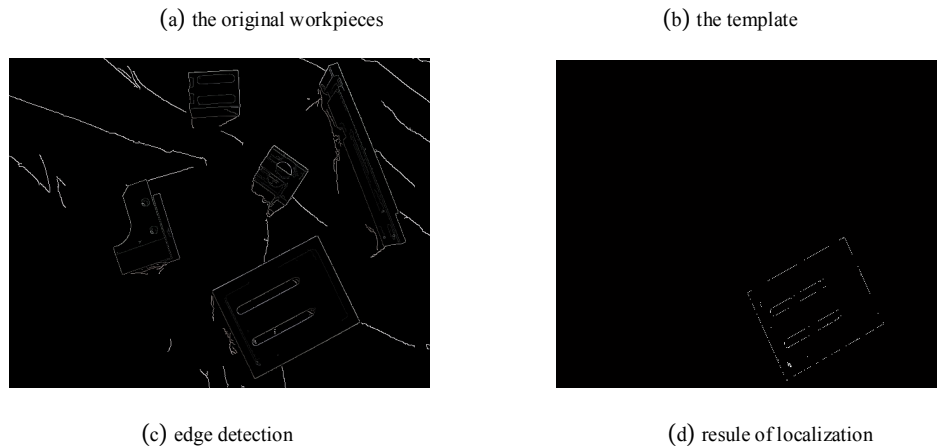 (a) the original workpieces
(b) the template
(c) edge detection
(d) resule of localization